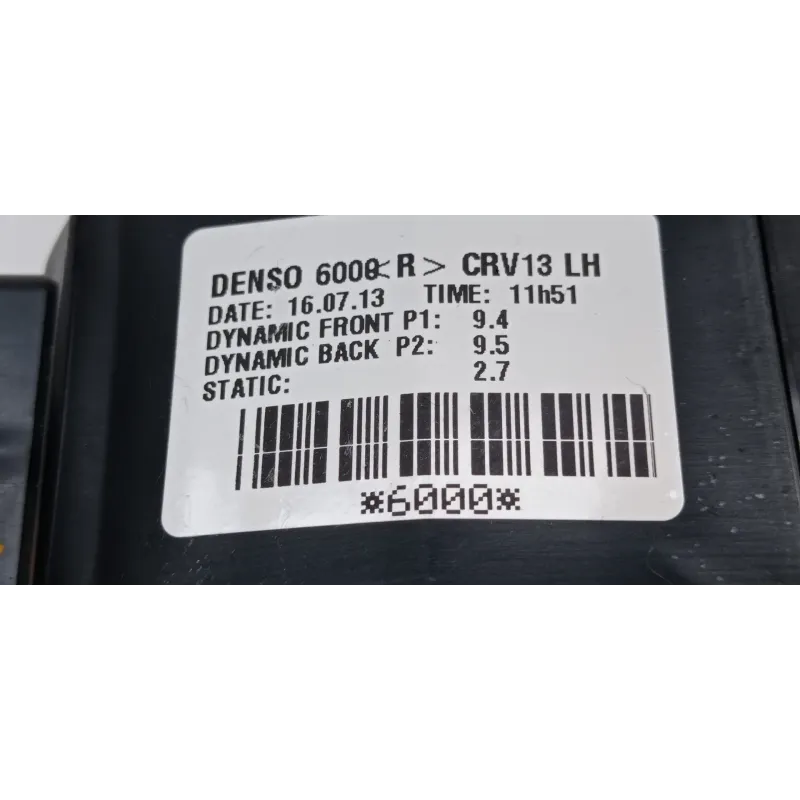 DENSO 6000<R> CRV13 LH
DATE: 16.07.13 TIME: 11h51
DYNAMIC FRONT P1: 9.4
DYNAMIC BACK P2: 9.5
STATIC: 2.7
*6000*